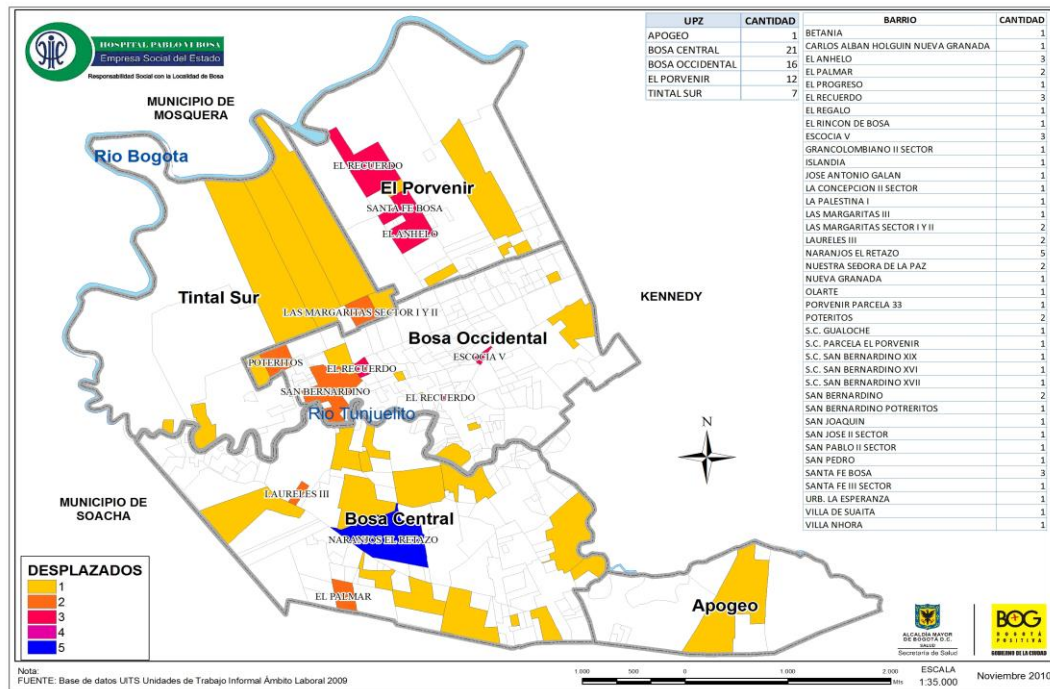 HOSPITAL PABLO VI BOSA
Empresa Social del Estado
Responsabilidad Social con la Localidad de Bosa
UPZ CANTIDAD
APOGEO 1
BOSA CENTRAL 21
BOSA OCCIDENTAL 16
EL PORVENIR 12
TINTAL SUR 7
BARRIO CANTIDAD
BETANIA 1
CARLOS ALBAN HOLGUIN NUEVA GRANADA 1
EL ANHELO 3
EL PALMAR 2
EL PROGRESO 1
EL RECUERDO 3
EL REGALO 1
EL RINCON DE BOSA 1
ESCOCIA V 3
GRANCOLOMBIANO II SECTOR 1
ISLANDIA 1
JOSE ANTONIO GALAN 1
LA CONCEPCION II SECTOR 1
LA PALESTINA I 1
LAS MARGARITAS III 1
LAS MARGARITAS SECTOR I Y II 2
LAURELES III 2
NARANJOS EL RETAZO 5
NUESTRA SEÐORA DE LA PAZ 2
NUEVA GRANADA 1
OLARTE 1
PORVENIR PARCELA 33 1
POTERITOS 2
S.C. GUALOCHE 1
S.C. PARCELA EL PORVENIR 1
S.C. SAN BERNARDINO XIX 1
S.C. SAN BERNARDINO XVI 1
S.C. SAN BERNARDINO XVII 1
SAN BERNARDINO 2
SAN BERNARDINO POTRERITOS 1
SAN JOAQUIN 1
SAN JOSE II SECTOR 1
SAN PABLO II SECTOR 1
SAN PEDRO 1
SANTA FE BOSA 3
SANTA FE III SECTOR 1
URB. LA ESPERANZA 1
VILLA DE SUAITA 1
VILLA NHORA 1
MUNICIPIO DE
MOSQUERA
Rio Bogota
EL RECUERDO
El Porvenir
SANTA FE BOSA
EL ANHELO
Tintal Sur
KENNEDY
LAS MARGARITAS SECTOR I Y II
Bosa Occidental
ESCOCIA V
POTERITOS
EL RECUERDO
SAN BERNARDINO
EL RECUERDO
Rio Tunjuelito
N
MUNICIPIO DE
SOACHA
LAURELES III
Bosa Central
NARANJOS EL RETAZO
EL PALMAR
Apogeo
DESPLAZADOS
1
2
3
4
5
ALCALDÍA MAYOR
DE BOGOTÁ D.C.
SALUD
Secretaría de Salud
BOG
BOGOTÁ
POSITIVA
GOBIERNO DE LA CIUDAD
Nota:
FUENTE: Base de datos UITS Unidades de Trabajo Informal Ámbito Laboral 2009
1.000 500 0 1.000 2.000
Mts
ESCALA
1:35.000
Noviembre 2010